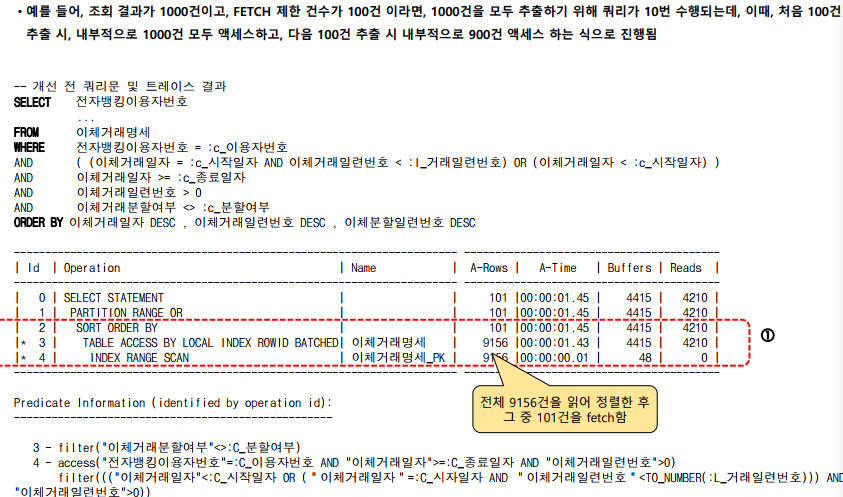 • 예를 들어, 조회 결과가 1000건이고, FETCH 제한 건수가 100건 이라면, 1000건을 모두 추출하기 위해 쿼리가 10번 수행되는데, 이때, 처음 100건
추출 시, 내부적으로 1000건 모두 액세스하고, 다음 100건 추출 시 내부적으로 900건 액세스 하는 식으로 진행됨
-- 개선 전 쿼리문 및 트레이스 결과
SELECT 전자뱅킹이용자번호
...
FROM 이체거래명세
WHERE 전자뱅킹이용자번호 = :c_이용자번호
AND ( (이체거래일자 = :c_시작일자 AND 이체거래일련번호 < :l_거래일련번호) OR (이체거래일자 < :c_시작일자) )
AND 이체거래일자 >= :c_종료일자
AND 이체거래일련번호 > 0
AND 이체거래분할여부 <> :c_분할여부
ORDER BY 이체거래일자 DESC , 이체거래일련번호 DESC , 이체분할일련번호 DESC
| Id | Operation | Name | A-Rows | A-Time | Buffers | Reads |
| 0 | SELECT STATEMENT | | 101 |00:00:01.45 | 4415 | 4210 |
| 1 | PARTITION RANGE OR | | 101 |00:00:01.45 | 4415 | 4210 |
| 2 | SORT ORDER BY | | 101 |00:00:01.45 | 4415 | 4210 |
|* 3 | TABLE ACCESS BY LOCAL INDEX ROWID BATCHED| 이체거래명세 | 9156 |00:00:01.43 | 4415 | 4210 |
|* 4 | INDEX RANGE SCAN | 이체거래명세_PK | 9156 |00:00:00.01 | 48 | 0 |
①
전체 9156건을 읽어 정렬한 후
그 중 101건을 fetch함
Predicate Information (identified by operation id):
3 - filter("이체거래분할여부"<>:C_분할여부)
4 - access("전자뱅킹이용자번호"=:C_이용자번호 AND "이체거래일자">=:C_종료일자 AND "이체거래일련번호">0)
filter((("이체거래일자"<:C_시작일자 OR ( " 이체거래일자 " =:C_시자일자 AND " 이체거래일련번호 " <TO_NUMBER(:L_거래일련번호))) AND
"이체거래일련번호">0))